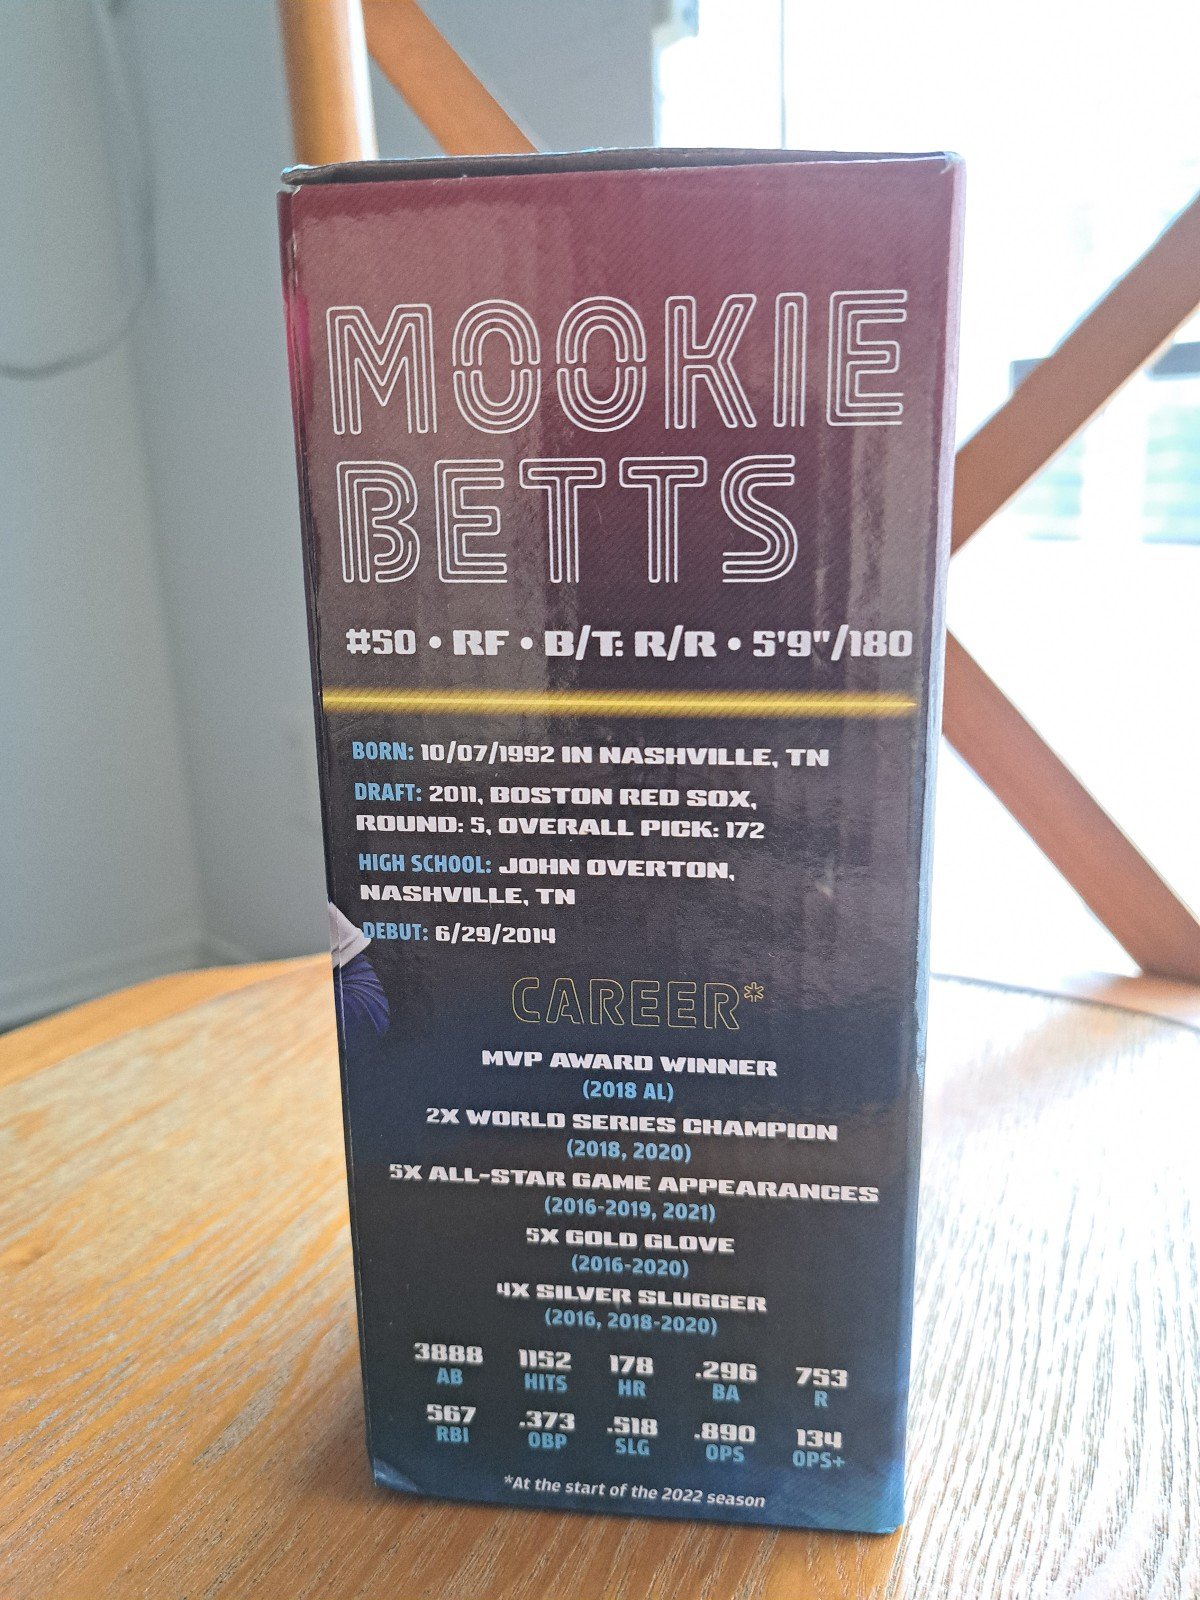 MOOKIE
BETTS
#50 • RF • B/T: R/R • 5'9"/180
BORN: 10/07/1992 IN NASHVILLE, TN
DRAFT: 2011, BOSTON RED SOX,
ROUND: 5, OVERALL PICK: 172
HIGH SCHOOL: JOHN OVERTON,
NASHVILLE, TN
DEBUT: 6/29/2014
CAREER*
MVP AWARD WINNER
(2018 AL)
2X WORLD SERIES CHAMPION
(2018, 2020)
5X ALL-STAR GAME APPEARANCES
(2016-2019, 2021)
5X GOLD GLOVE
(2016-2020)
4X SILVER SLUGGER
(2016, 2018-2020)
3888 1152 178 .296 753
AB HITS HR BA R
567 .373 .518 .890 134
RBI OBP SLG OPS OPS+
*At the start of the 2022 season